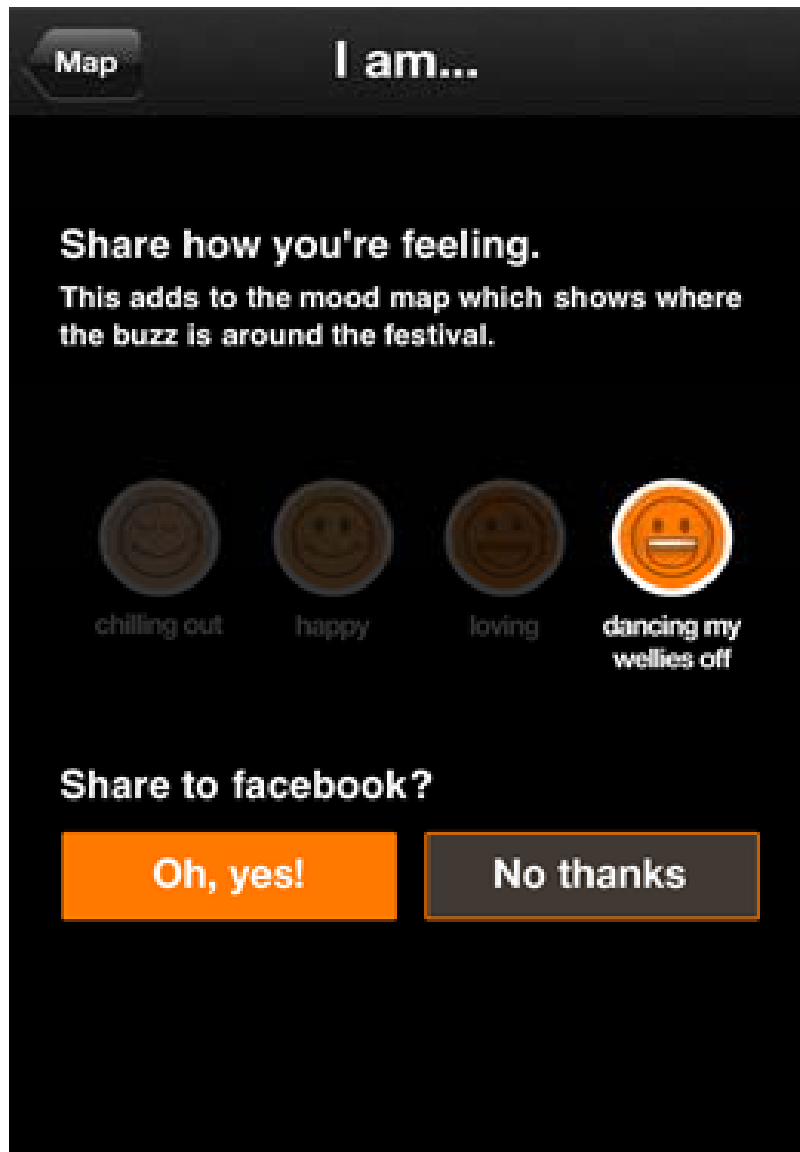 Map
I am...
Share how you're feeling.
This adds to the mood map which shows where
the buzz is around the festival.
chilling out
happy
loving
dancing my
wellies off
Share to facebook?
Oh, yes!
No thanks